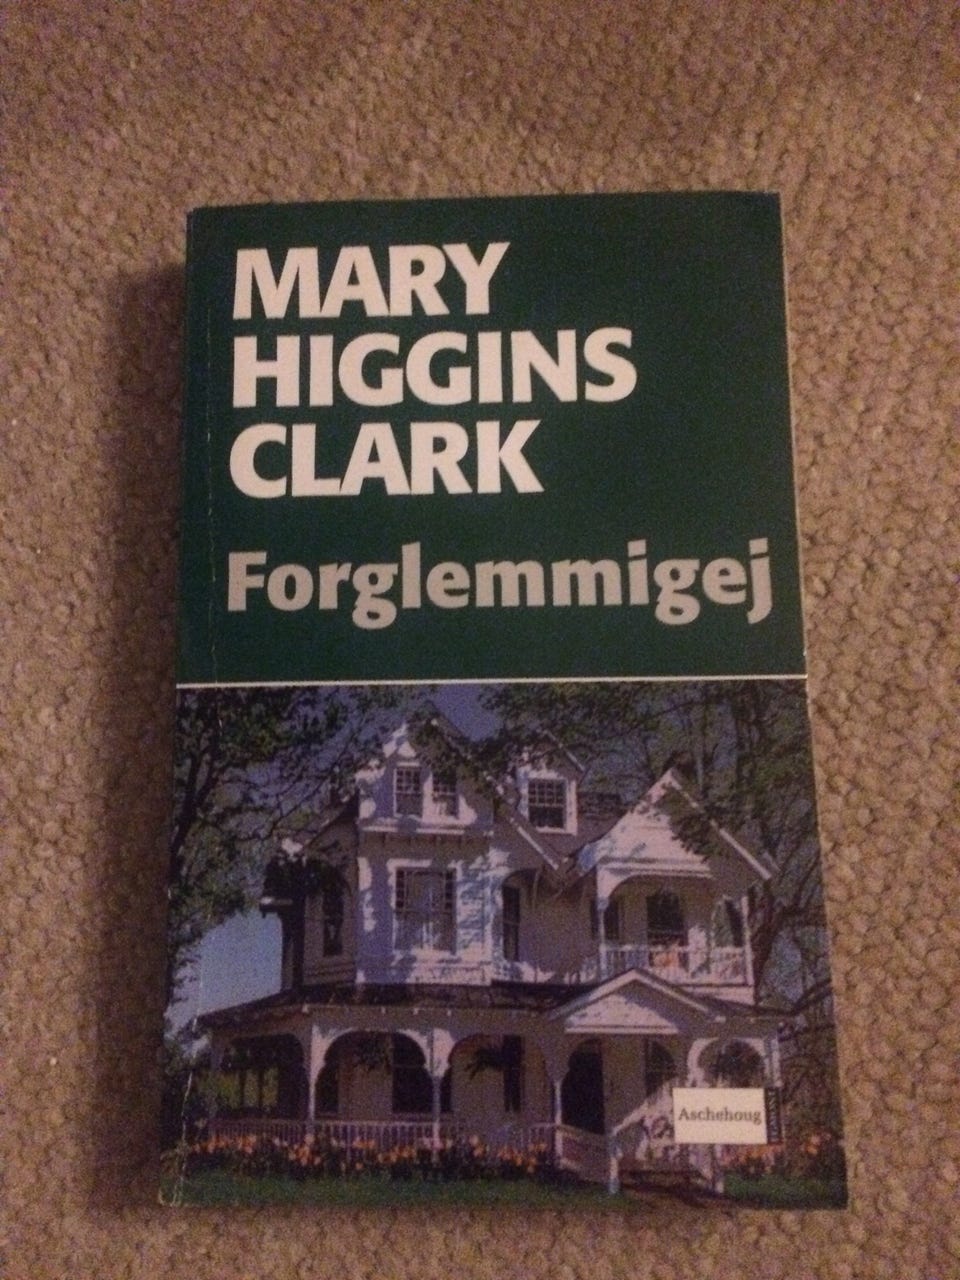 MARY
HIGGINS
CLARK
Forglemmigej
Aschehoug